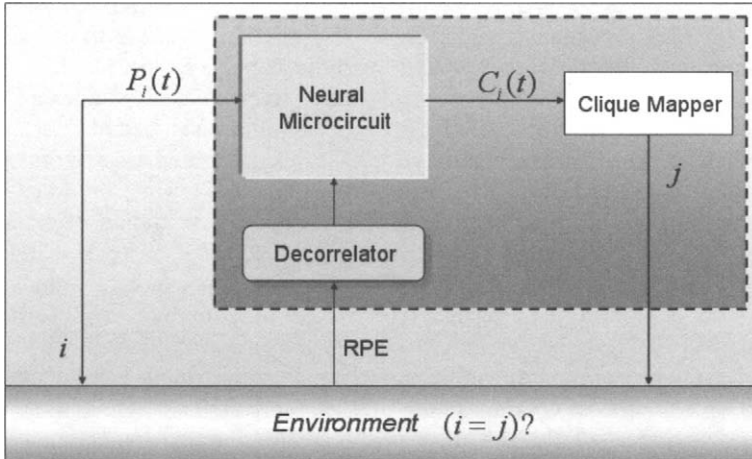 P_i(t)
Neural
Microcircuit
C_i(t)
Clique Mapper
j
Decorrelator
i
RPE
Environment (i = j)?